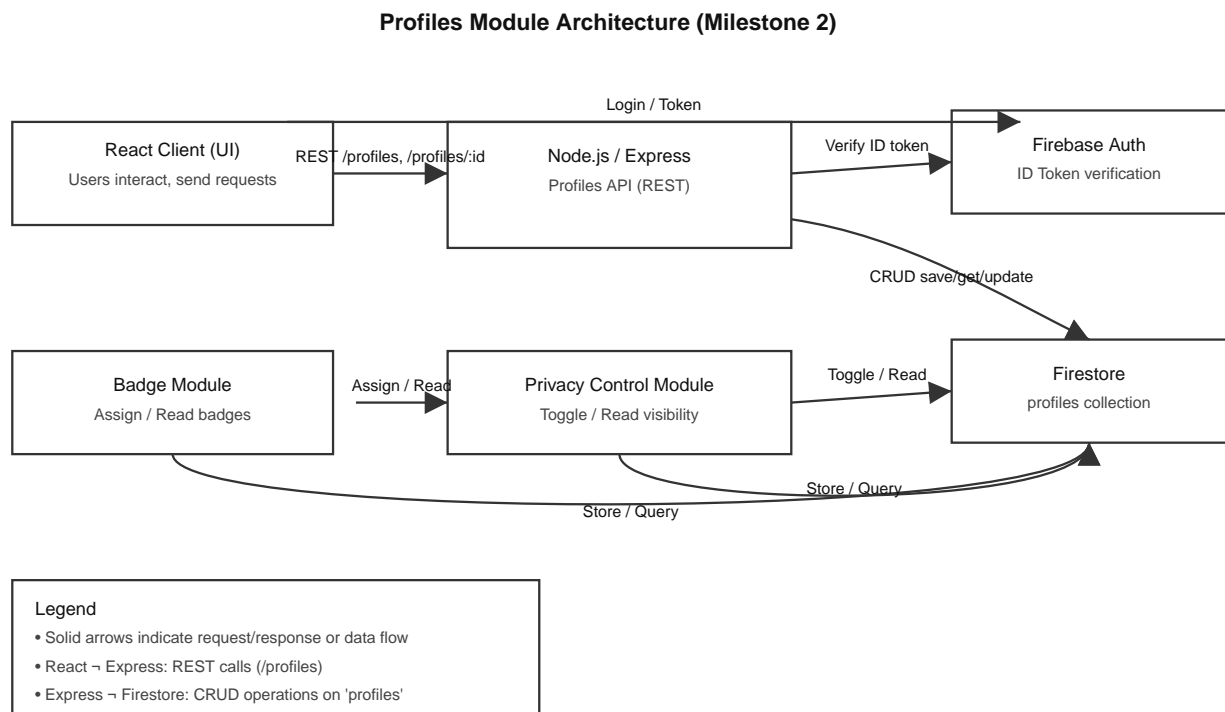 Profiles Module Architecture (Milestone 2)
Login / Token
React Client (UI)
Users interact, send requests
REST /profiles, /profiles/:id
Node.js / Express
Profiles API (REST)
Verify ID token
Firebase Auth
ID Token verification
CRUD save/get/update
Badge Module
Assign / Read badges
Assign / Read
Privacy Control Module
Toggle / Read visibility
Toggle / Read
Firestore
profiles collection
Store / Query
Store / Query
Legend
• Solid arrows indicate request/response or data flow
• React ¬ Express: REST calls (/profiles)
• Express ¬ Firestore: CRUD operations on 'profiles'